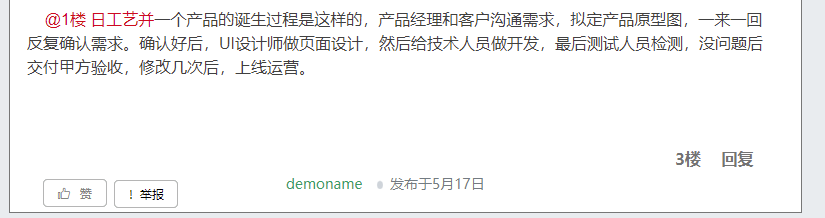 @1楼 日工艺并一个产品的诞生过程是这样的，产品经理和客户沟通需求，拟定产品原型图，一来一回
反复确认需求。确认好后，UI设计师做页面设计，然后给技术人员做开发，最后测试人员检测，没问题后
交付甲方验收，修改几次后，上线运营。
3楼 回复
赞 ! 举报 demoname 发布于5月17日